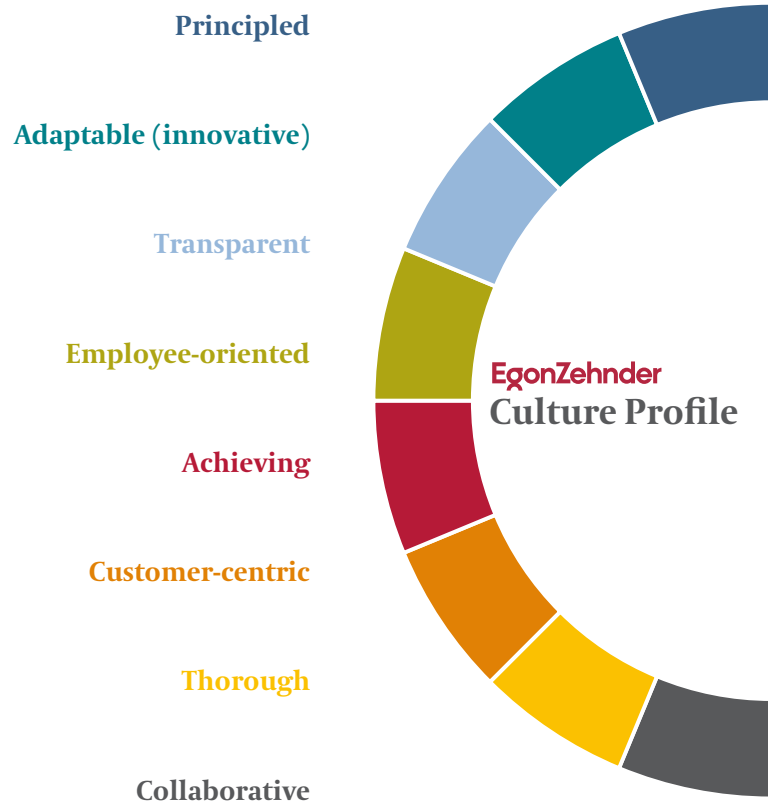 Principled
Adaptable (innovative)
Transparent
Employee-oriented
EgonZehnder
Culture Profile
Achieving
Customer-centric
Thorough
Collaborative